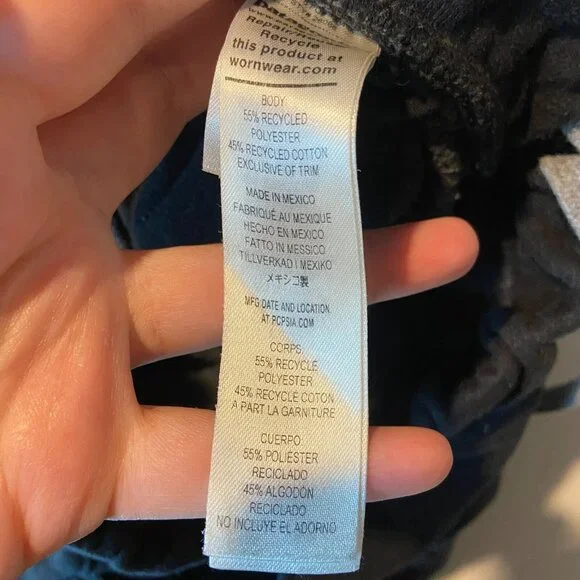 Repair/
Recycle
this product at
wornwear.com
BODY
55% RECYCLED
POLYESTER
45% RECYCLED COTTON
EXCLUSIVE OF TRIM
MADE IN MEXICO
FABRIQUÉ AU MEXIQUE
HECHO EN MEXICO
FATTO IN MESSICO
TILLVERKAD I MEXIKO
メキシコ製
MFG DATE AND LOCATION
AT PCPSIA.COM
CORPS
55% RECYCLÉ
POLYESTER
45% RECYCLÉ COTON
A PART LA GARNITURE
CUERPO
55% POLIÉSTER
RECICLADO
45% ALGODÓN
RECICLADO
NO INCLUYE EL ADORNO